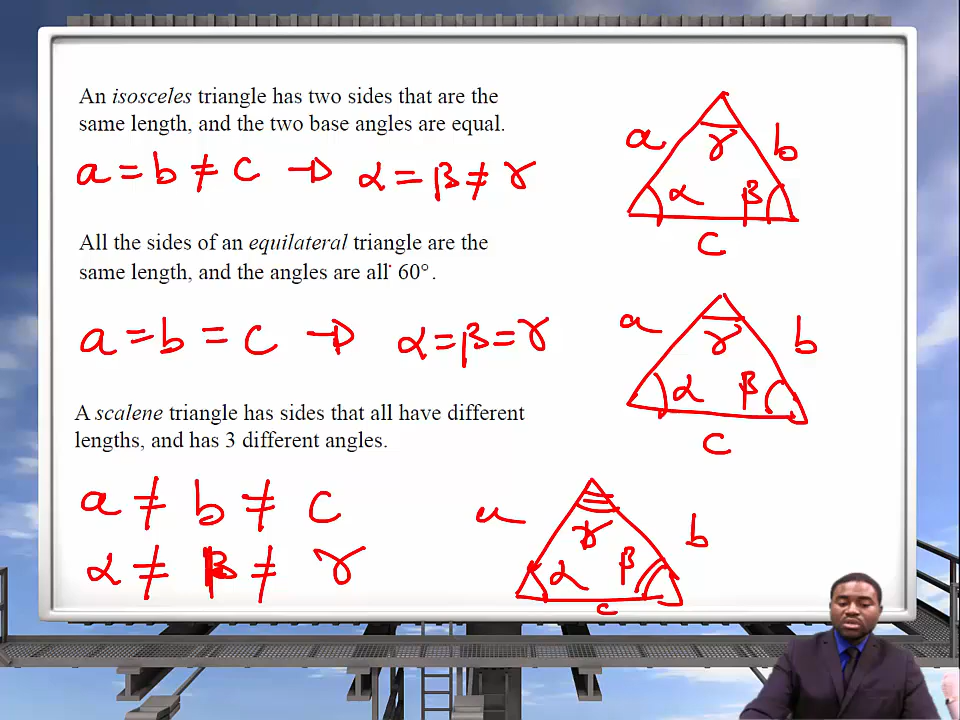 An isosceles triangle has two sides that are the
same length, and the two base angles are equal.
a = b ≠ c → α = β ≠ γ
a
γ
b
α
β
c
All the sides of an equilateral triangle are the
same length, and the angles are all 60°.
a = b = c → α = β = γ
a
γ
b
α
β
c
A scalene triangle has sides that all have different
lengths, and has 3 different angles.
a ≠ b ≠ c
α ≠ β ≠ γ
a
γ
b
α
β
c